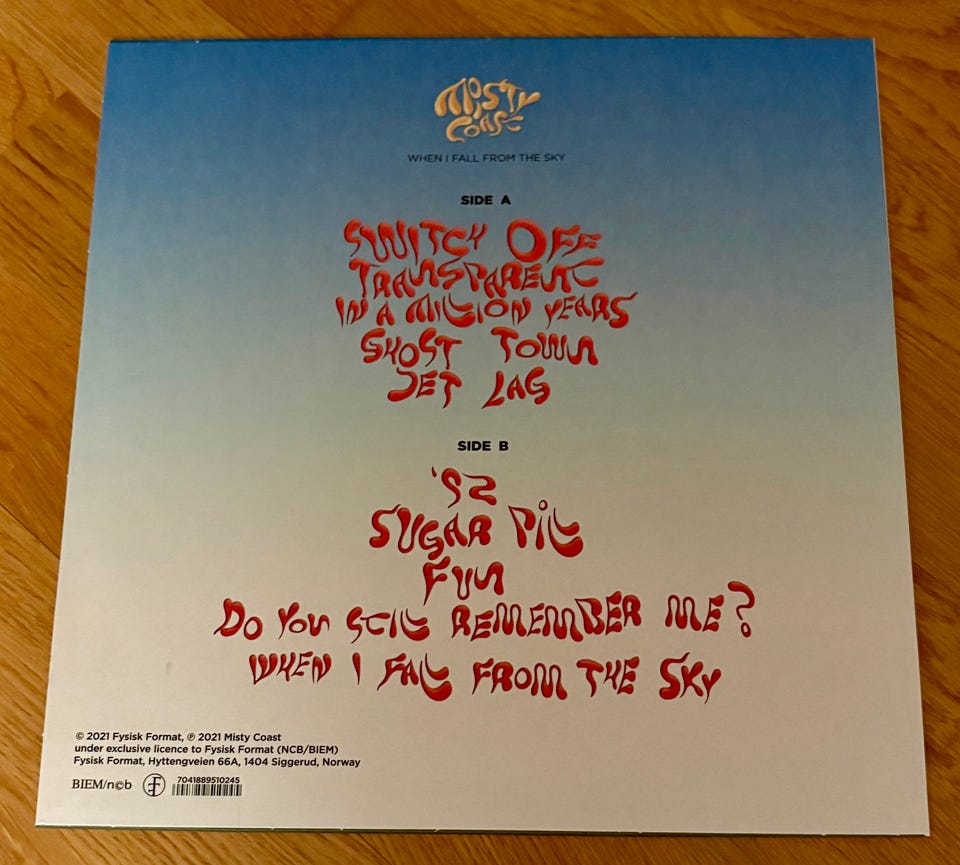 MISTY
COAST
WHEN I FALL FROM THE SKY
SIDE A
SWITCH OFF
TRANSPARENT
IN A MILLION YEARS
GHOST TOWN
JET LAG
SIDE B
'92
SUGAR PILL
FUN
DO YOU STILL REMEMBER ME?
WHEN I FALL FROM THE SKY
© 2021 Fysisk Format, ℗ 2021 Misty Coast
under exclusive licence to Fysisk Format (NCB/BIEM)
Fysisk Format, Hyttengveien 66A, 1404 Siggerud, Norway
BIEM/n©b
7041889510245